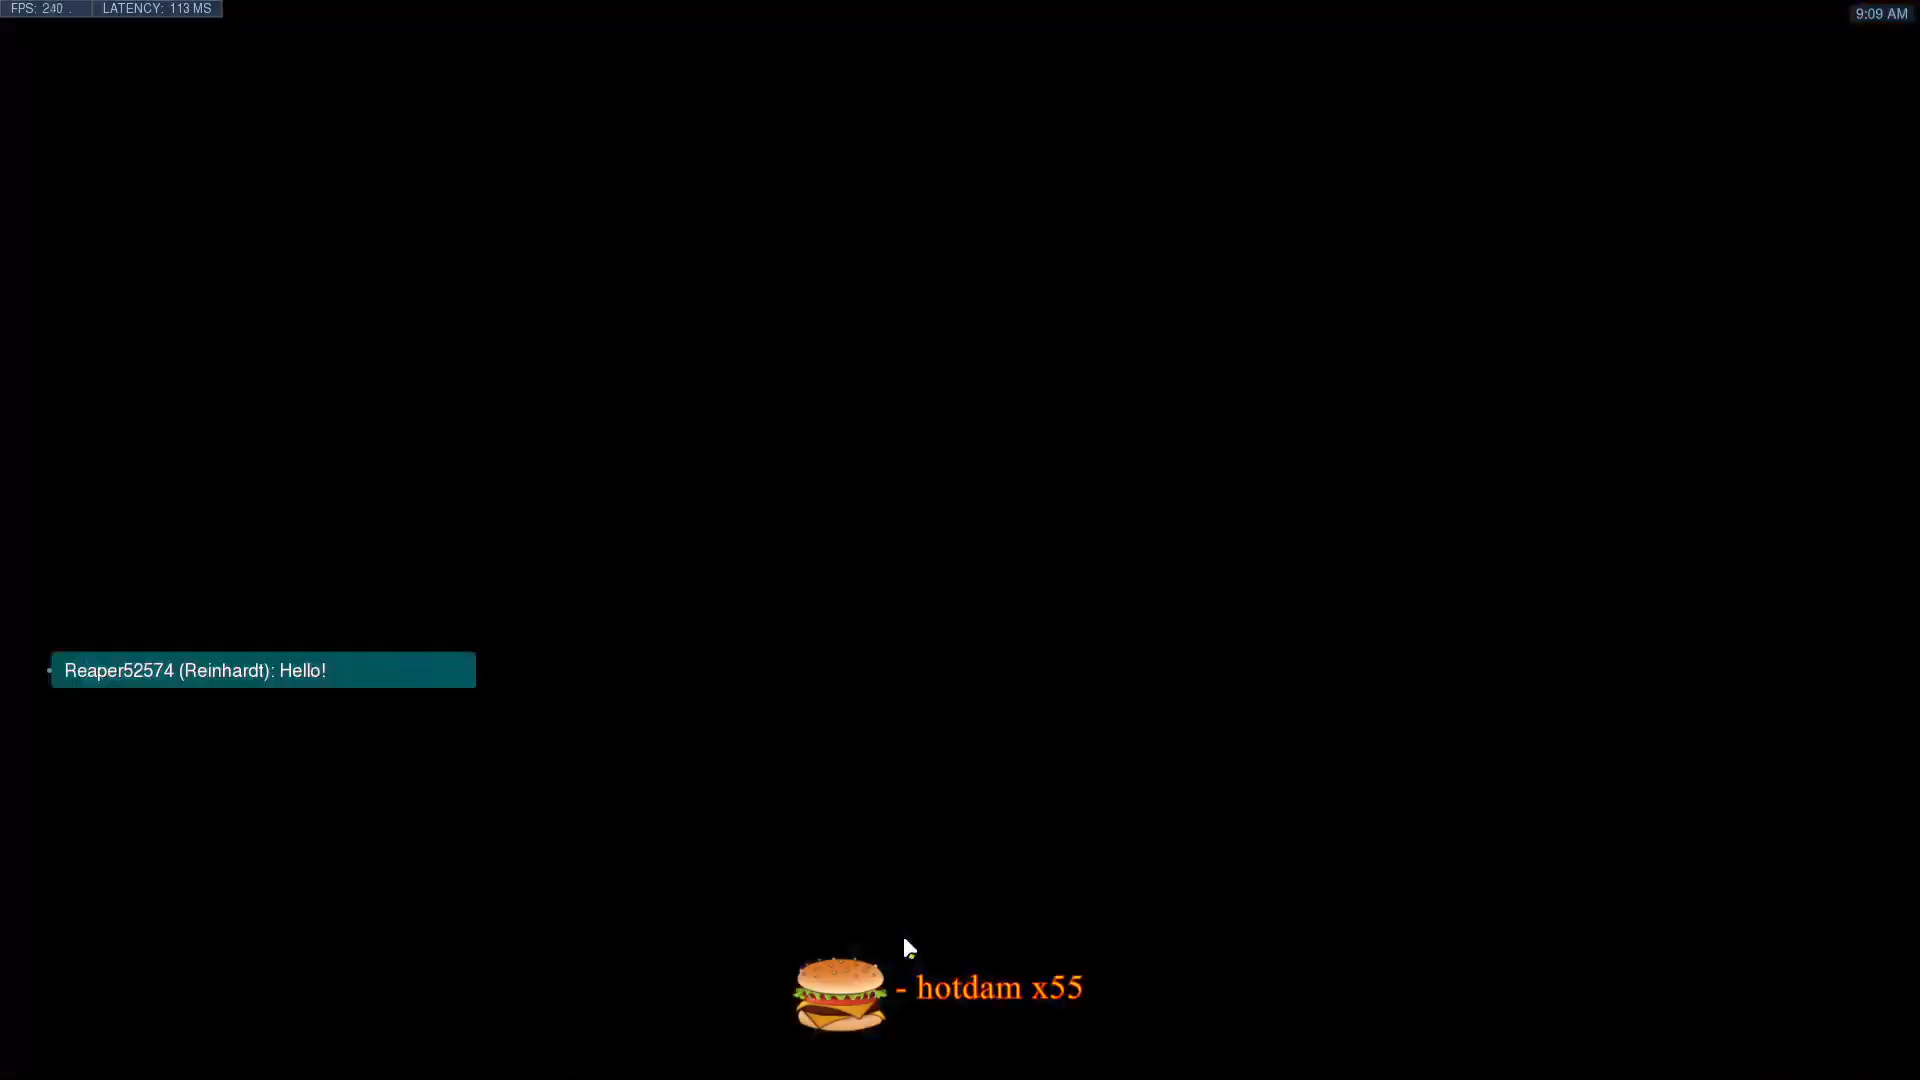 FPS: 240 . LATENCY: 113 MS
9:09 AM
Reaper52574 (Reinhardt): Hello!
- hotdam x55